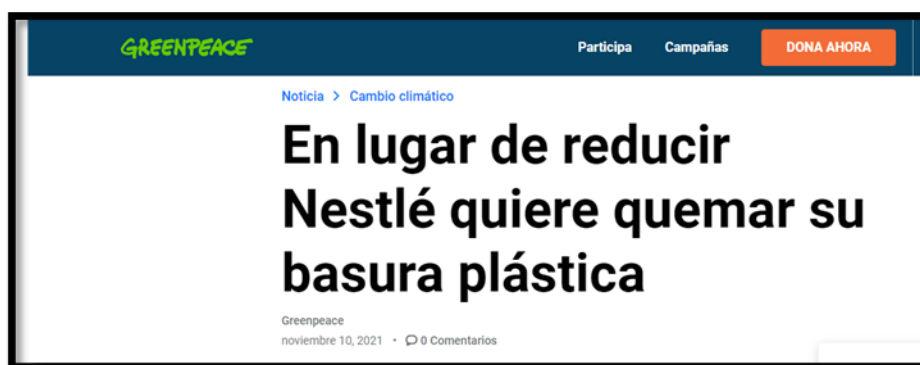 GREENPEACE
Participa Campañas DONA AHORA
Noticia > Cambio climático
En lugar de reducir
Nestlé quiere quemar su
basura plástica
Greenpeace
noviembre 10, 2021 • 0 Comentarios